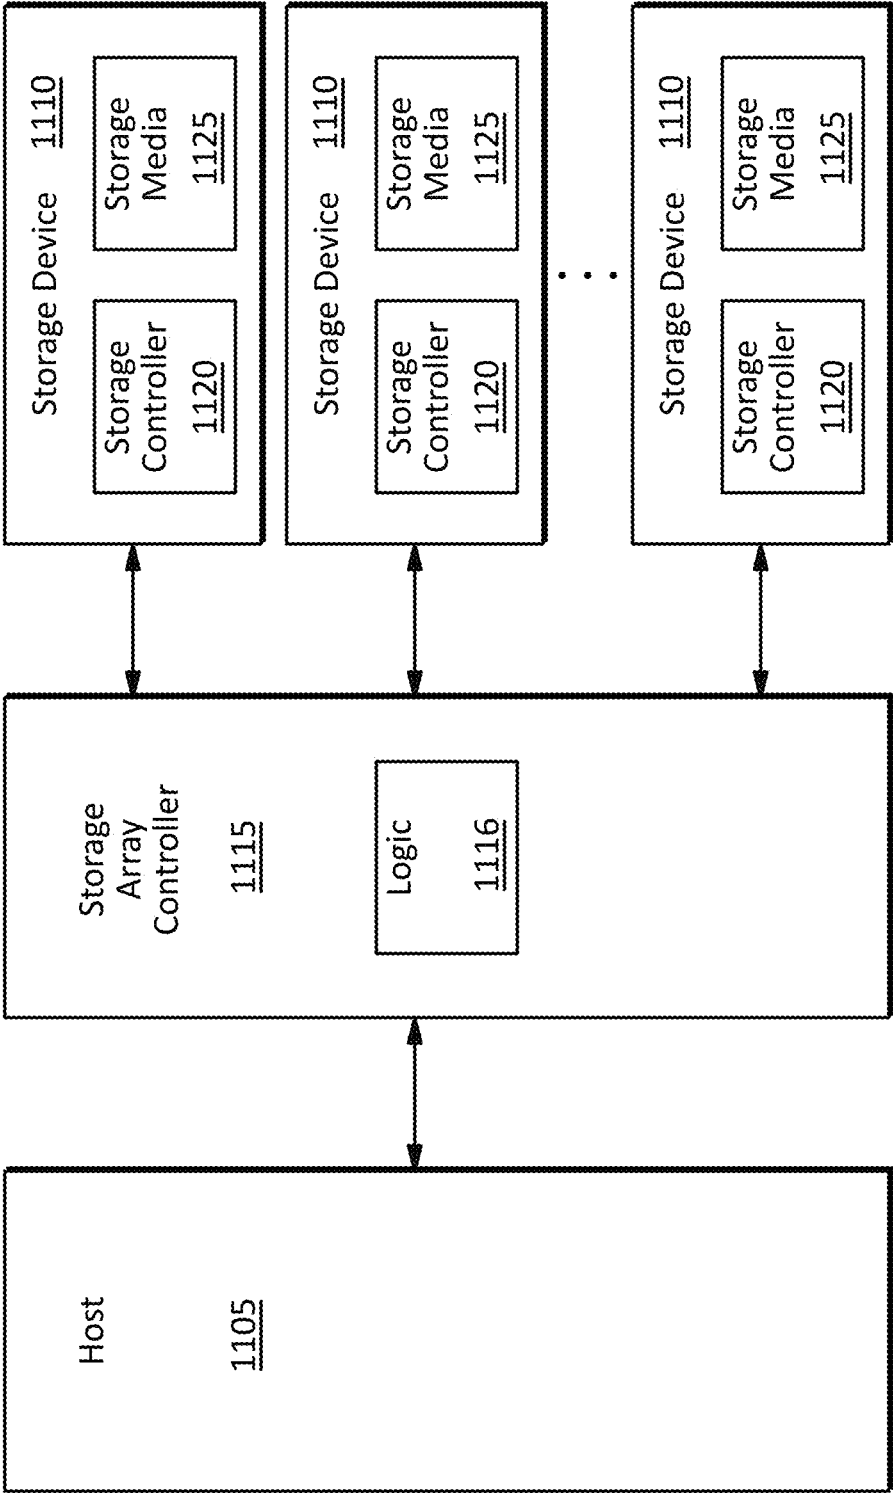 Host
1105
Storage
Array
Controller
1115
Logic
1116
Storage Device 1110
Storage
Controller
1120
Storage
Media
1125
Storage Device 1110
Storage
Controller
1120
Storage
Media
1125
Storage Device 1110
Storage
Controller
1120
Storage
Media
1125